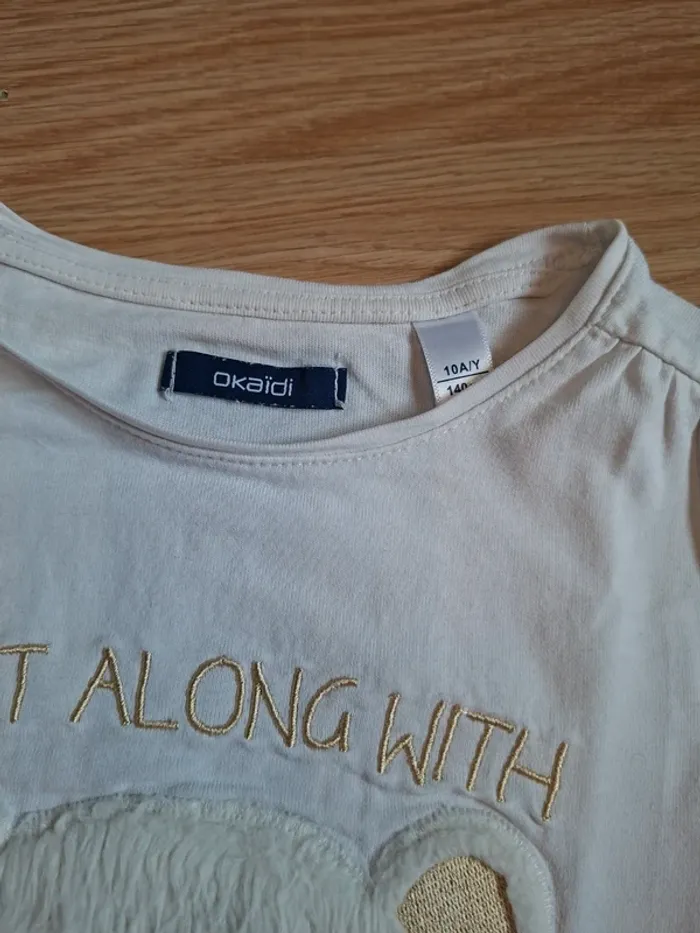 okaïdi
10A/Y
140
T ALONG WITH